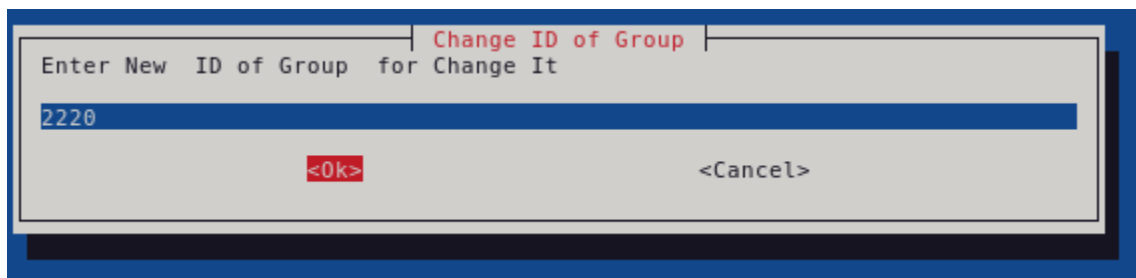 Change ID of Group
Enter New  ID of Group  for Change It
2220
<Ok>
<Cancel>